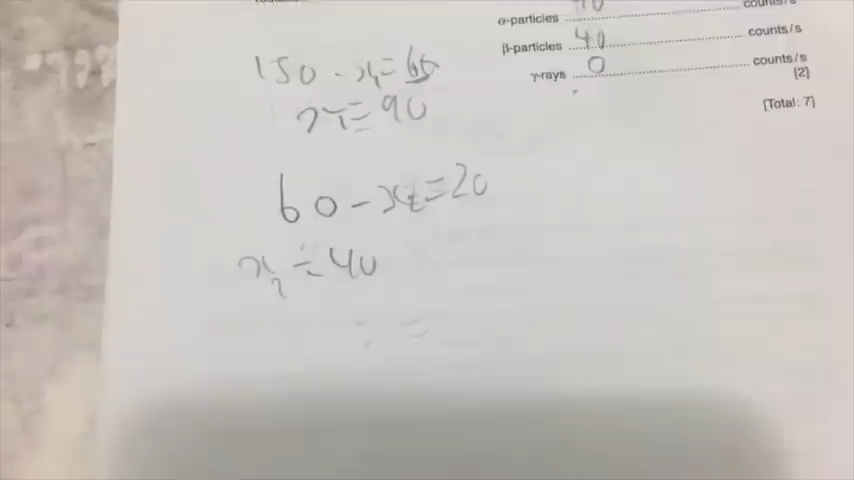 α-particles ........ counts/s
β-particles 40 counts/s
γ-rays 0 counts/s
[2]
[Total: 7]
150 - x₁ = 60
x₁ = 90
60 - x₂ = 20
x₂ = 40